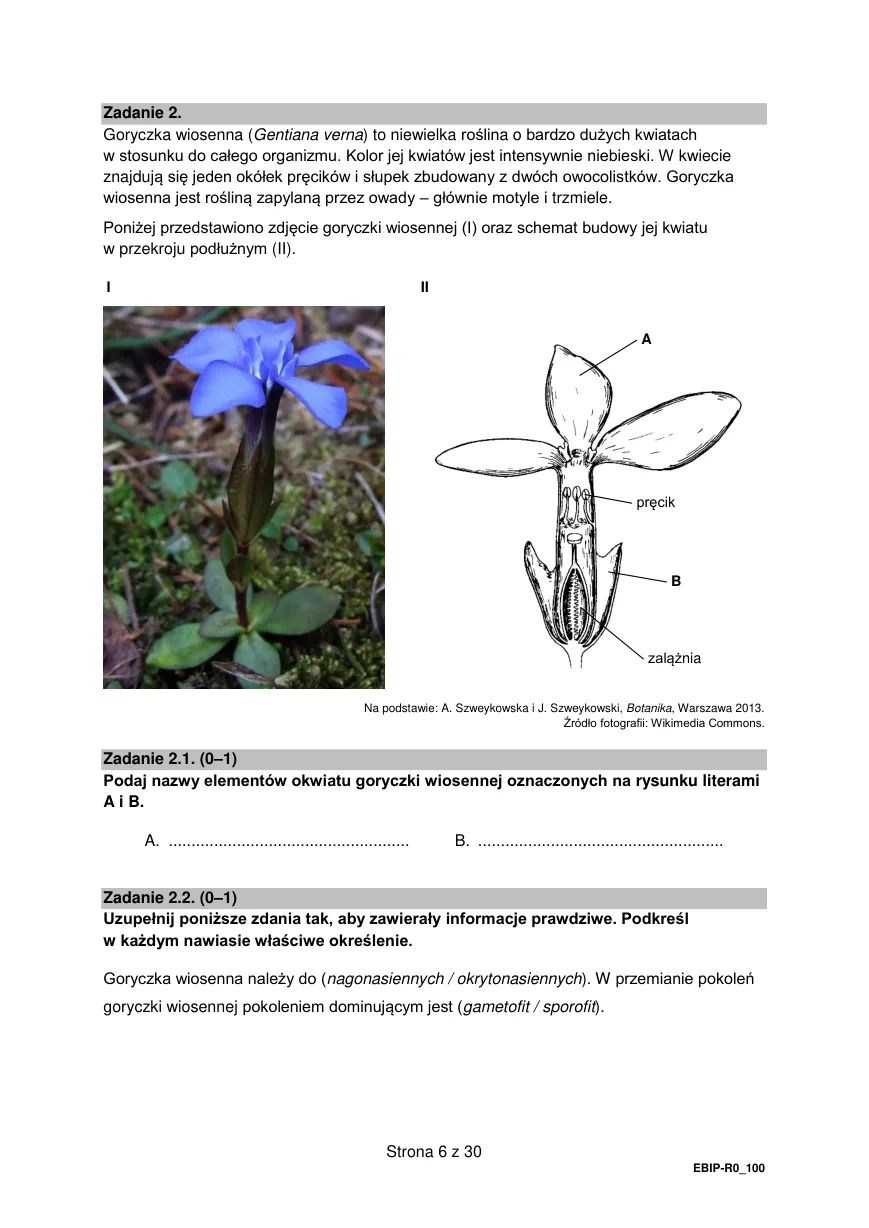 Zadanie 2.
Goryczka wiosenna (Gentiana verna) to niewielka roślina o bardzo dużych kwiatach
w stosunku do całego organizmu. Kolor jej kwiatów jest intensywnie niebieski. W kwiecie
znajdują się jeden okółek pręcików i słupek zbudowany z dwóch owocolistków. Goryczka
wiosenna jest rośliną zapylaną przez owady – głównie motyle i trzmiele.
Poniżej przedstawiono zdjęcie goryczki wiosennej (I) oraz schemat budowy jej kwiatu
w przekroju podłużnym (II).
I
II
A
pręcik
B
zalążnia
Na podstawie: A. Szweykowska i J. Szweykowski, Botanika, Warszawa 2013.
Źródło fotografii: Wikimedia Commons.
Zadanie 2.1. (0–1)
Podaj nazwy elementów okwiatu goryczki wiosennej oznaczonych na rysunku literami
A i B.
A. ..................................................... B. ......................................................
Zadanie 2.2. (0–1)
Uzupełnij poniższe zdania tak, aby zawierały informacje prawdziwe. Podkreśl
w każdym nawiasie właściwe określenie.
Goryczka wiosenna należy do (nagonasiennych / okrytonasiennych). W przemianie pokoleń
goryczki wiosennej pokoleniem dominującym jest (gametofit / sporofit).
Strona 6 z 30
EBIP-R0_100